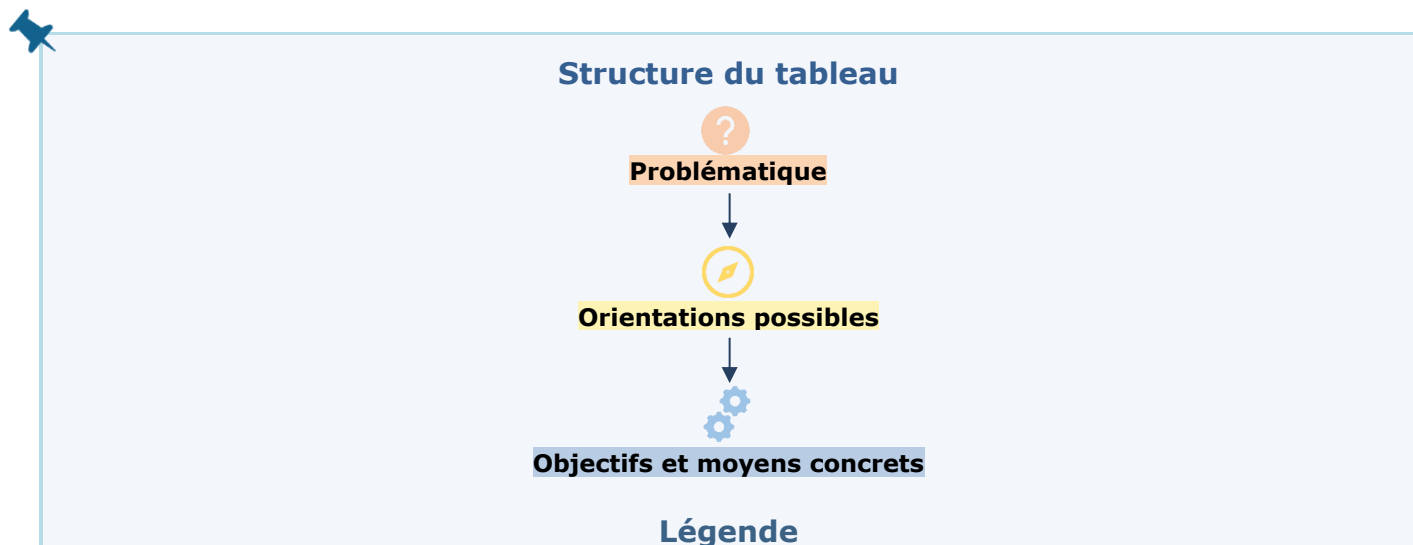 Structure du tableau
?
Problématique
Orientations possibles
Objectifs et moyens concrets
Légende